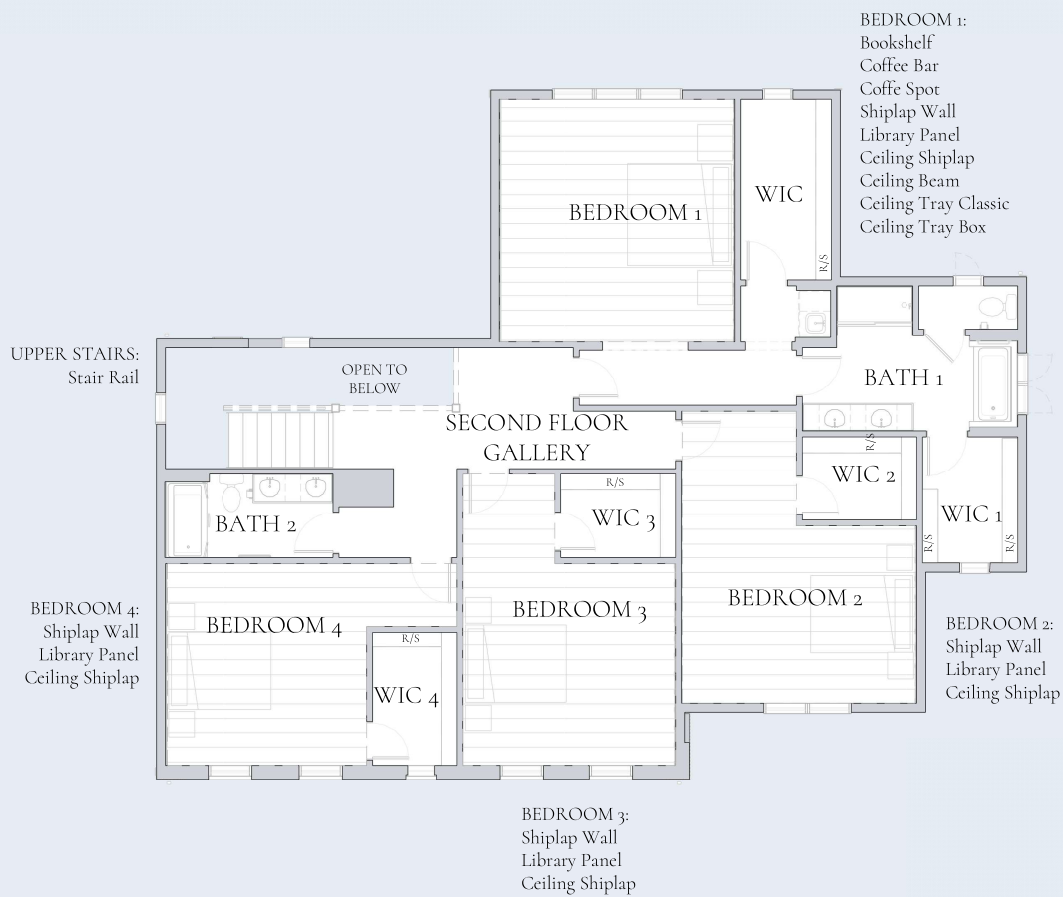 BEDROOM 1:
Bookshelf
Coffee Bar
Coffe Spot
Shiplap Wall
Library Panel
Ceiling Shiplap
Ceiling Beam
Ceiling Tray Classic
Ceiling Tray Box
WIC
BEDROOM 1
R/S
UPPER STAIRS:
Stair Rail
OPEN TO
BELOW
BATH 1
SECOND FLOOR
GALLERY
R/S
WIC 2
R/S
WIC 3
BATH 2
WIC 1
R/S
R/S
BEDROOM 2
BEDROOM 3
BEDROOM 4
R/S
WIC 4
BEDROOM 4:
Shiplap Wall
Library Panel
Ceiling Shiplap
BEDROOM 2:
Shiplap Wall
Library Panel
Ceiling Shiplap
BEDROOM 3:
Shiplap Wall
Library Panel
Ceiling Shiplap